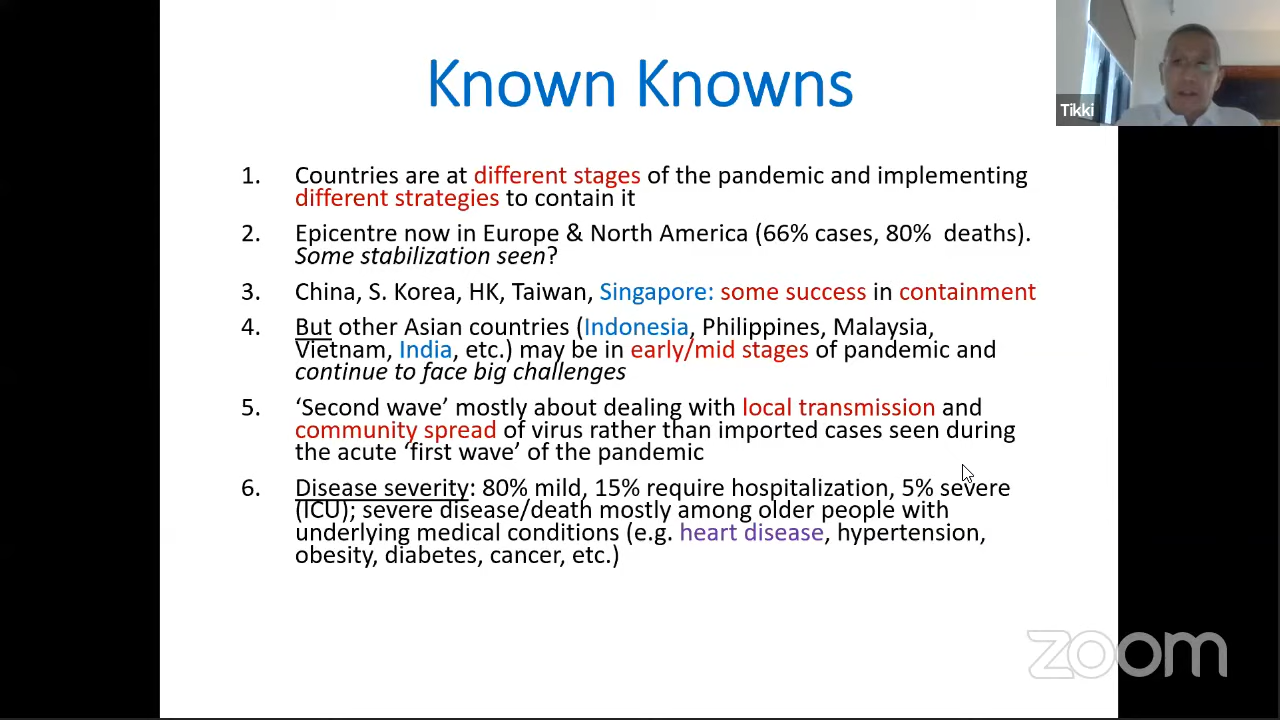 Known Knowns
Tikki
1. Countries are at different stages of the pandemic and implementing
different strategies to contain it
2. Epicentre now in Europe & North America (66% cases, 80% deaths).
Some stabilization seen?
3. China, S. Korea, HK, Taiwan, Singapore: some success in containment
4. But other Asian countries (Indonesia, Philippines, Malaysia,
Vietnam, India, etc.) may be in early/mid stages of pandemic and
continue to face big challenges
5. ‘Second wave’ mostly about dealing with local transmission and
community spread of virus rather than imported cases seen during
the acute ‘first wave’ of the pandemic
6. Disease severity: 80% mild, 15% require hospitalization, 5% severe
(ICU); severe disease/death mostly among older people with
underlying medical conditions (e.g. heart disease, hypertension,
obesity, diabetes, cancer, etc.)
zoom